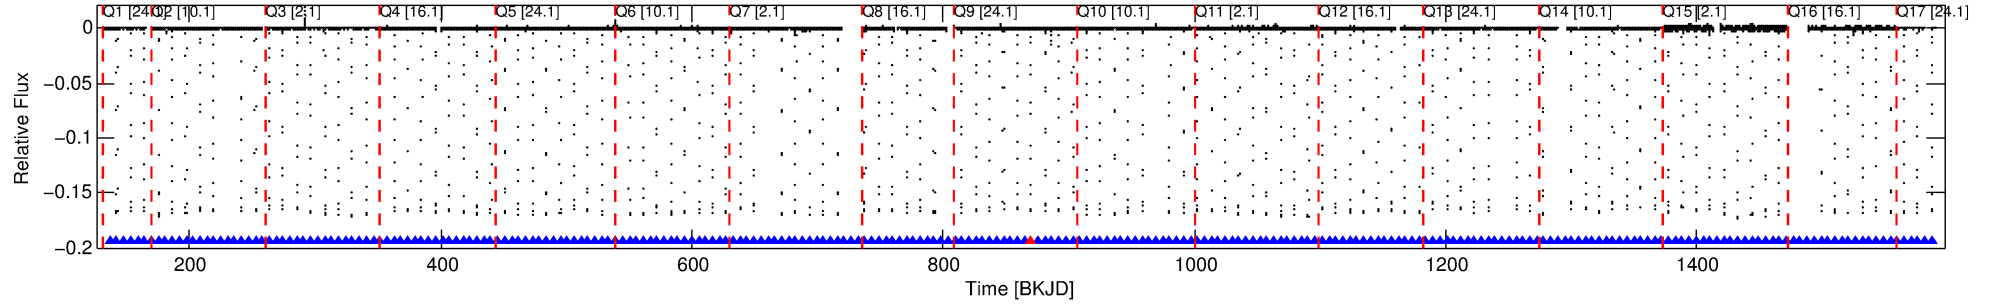 Q1 [24.1] Q2 [10.1] Q3 [2:1] Q4 [16.1] Q5 [24.1] Q6 [10.1] Q7 [2.1] Q8 [16.1] Q9 [24.1] Q10 [10.1] Q11 [2.1] Q12 [16.1] Q13 [24.1] Q14 [10.1] Q15 [2.1] Q16 [16.1] Q17 [24.1]
0
−0.05
−0.1
−0.15
−0.2
Relative Flux
200 400 600 800 1000 1200 1400
Time [BKJD]